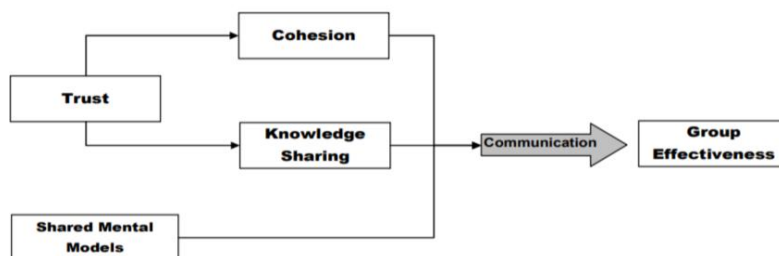 Cohesion
Trust
Knowledge
Sharing
Communication
Group
Effectiveness
Shared Mental
Models